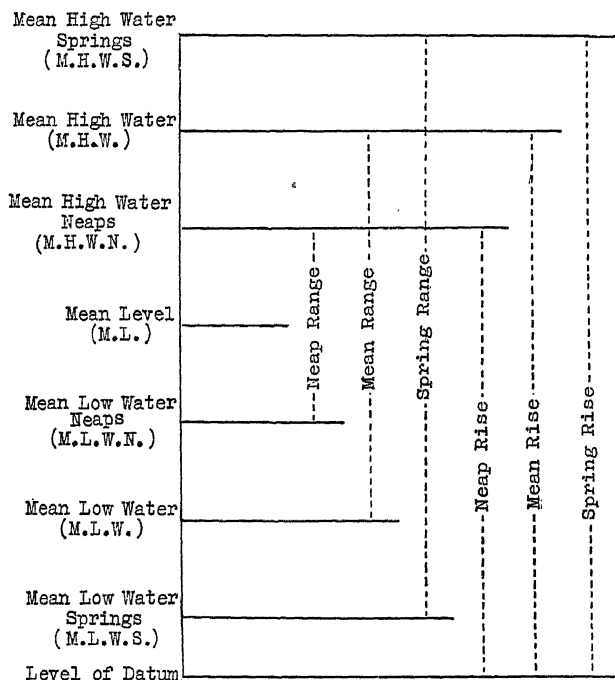 Mean High Water
Springs
(M.H.W.S.)
Mean High Water
(M.H.W.)
Mean High Water
Neaps
(M.H.W.N.)
Mean Level
(M.L.)
Mean Low Water
Neaps
(M.L.W.N.)
Mean Low Water
(M.L.W.)
Mean Low Water
Springs
(M.L.W.S.)
Level of Datum
Neap Range
Mean Range
Spring Range
Neap Rise
Mean Rise
Spring Rise